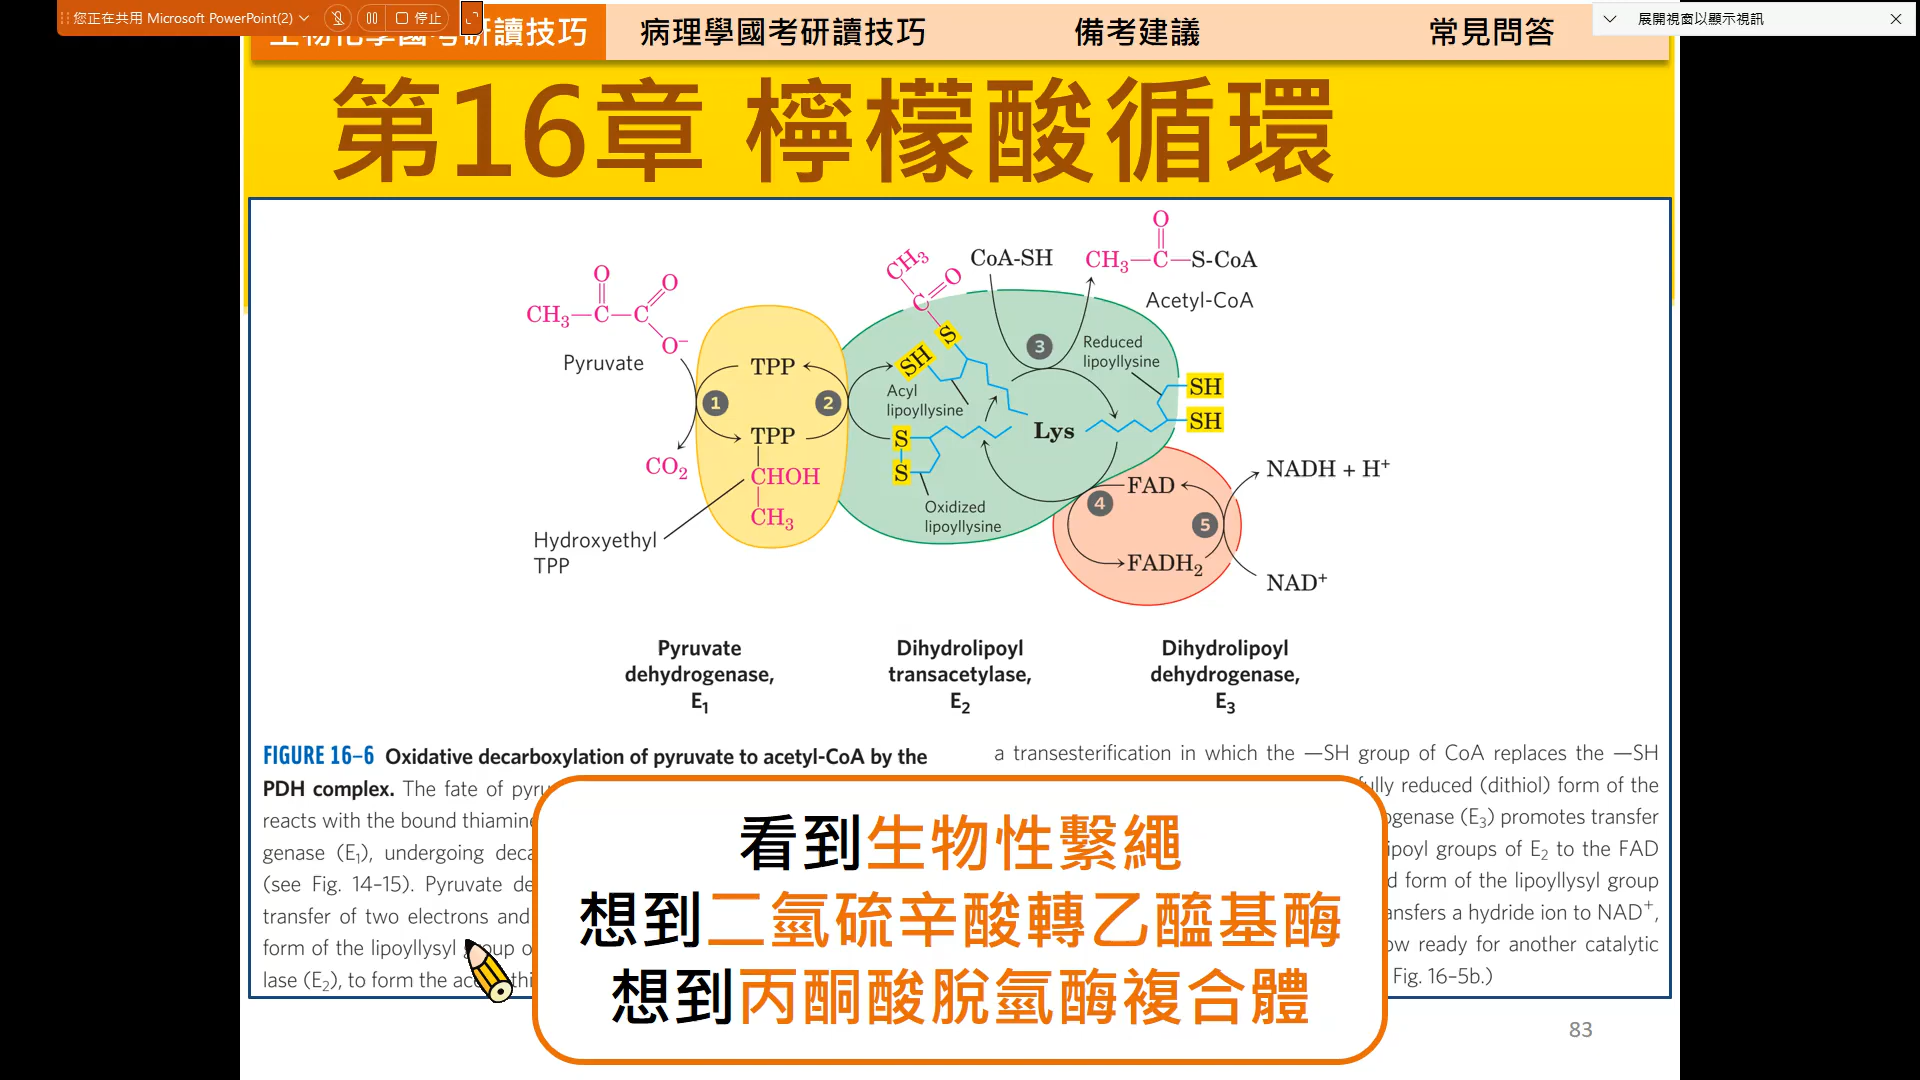 您正在共用 Microsoft PowerPoint(2)
停止
展開視窗以顯示視訊
生物化學國考研讀技巧
病理學國考研讀技巧
備考建議
常見問答
第16章 檸檬酸循環
CH3—C—C
O
O
O−
Pyruvate
CO2
Hydroxyethyl
TPP
TPP
TPP
CHOH
CH3
1
2
CH3
C
O
S
SH
Acyl
lipoyllysine
S
S
Oxidized
lipoyllysine
CoA-SH
3
O
CH3—C—S-CoA
Acetyl-CoA
Reduced
lipoyllysine
SH
SH
Lys
FAD
4
5
FADH2
NADH + H+
NAD+
Pyruvate
dehydrogenase,
E1
Dihydrolipoyl
transacetylase,
E2
Dihydrolipoyl
dehydrogenase,
E3
FIGURE 16–6 Oxidative decarboxylation of pyruvate to acetyl-CoA by the
PDH complex. The fate of
reacts with the bound
genase (E1), undergoing
(see Fig. 14–15). Pyruvate
transfer of two electrons and
form of the lipoyllysyl
lase (E2), to form the
a transesterification in which the —SH group of CoA replaces the —SH
reduced (dithiol) form of the
(E3) promotes transfer
groups of E2 to the FAD
form of the lipoyllysyl group
a hydride ion to NAD+,
ready for another catalytic
Fig. 16–5b.)
看到生物性繫繩
想到二氫硫辛酸轉乙醯基酶
想到丙酮酸脫氫酶複合體
83